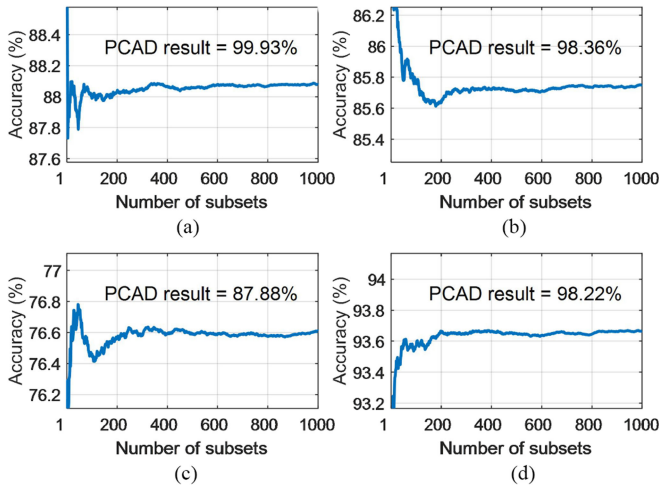 Accuracy (%)
88.4
88.2
88
87.8
87.6
PCAD result = 99.93%
1 200 400 600 800 1000
Number of subsets
(a)
Accuracy (%)
86.2
86
85.8
85.6
85.4
PCAD result = 98.36%
1 200 400 600 800 1000
Number of subsets
(b)
Accuracy (%)
77
76.8
76.6
76.4
76.2
PCAD result = 87.88%
1 200 400 600 800 1000
Number of subsets
(c)
Accuracy (%)
94
93.8
93.6
93.4
93.2
PCAD result = 98.22%
1 200 400 600 800 1000
Number of subsets
(d)